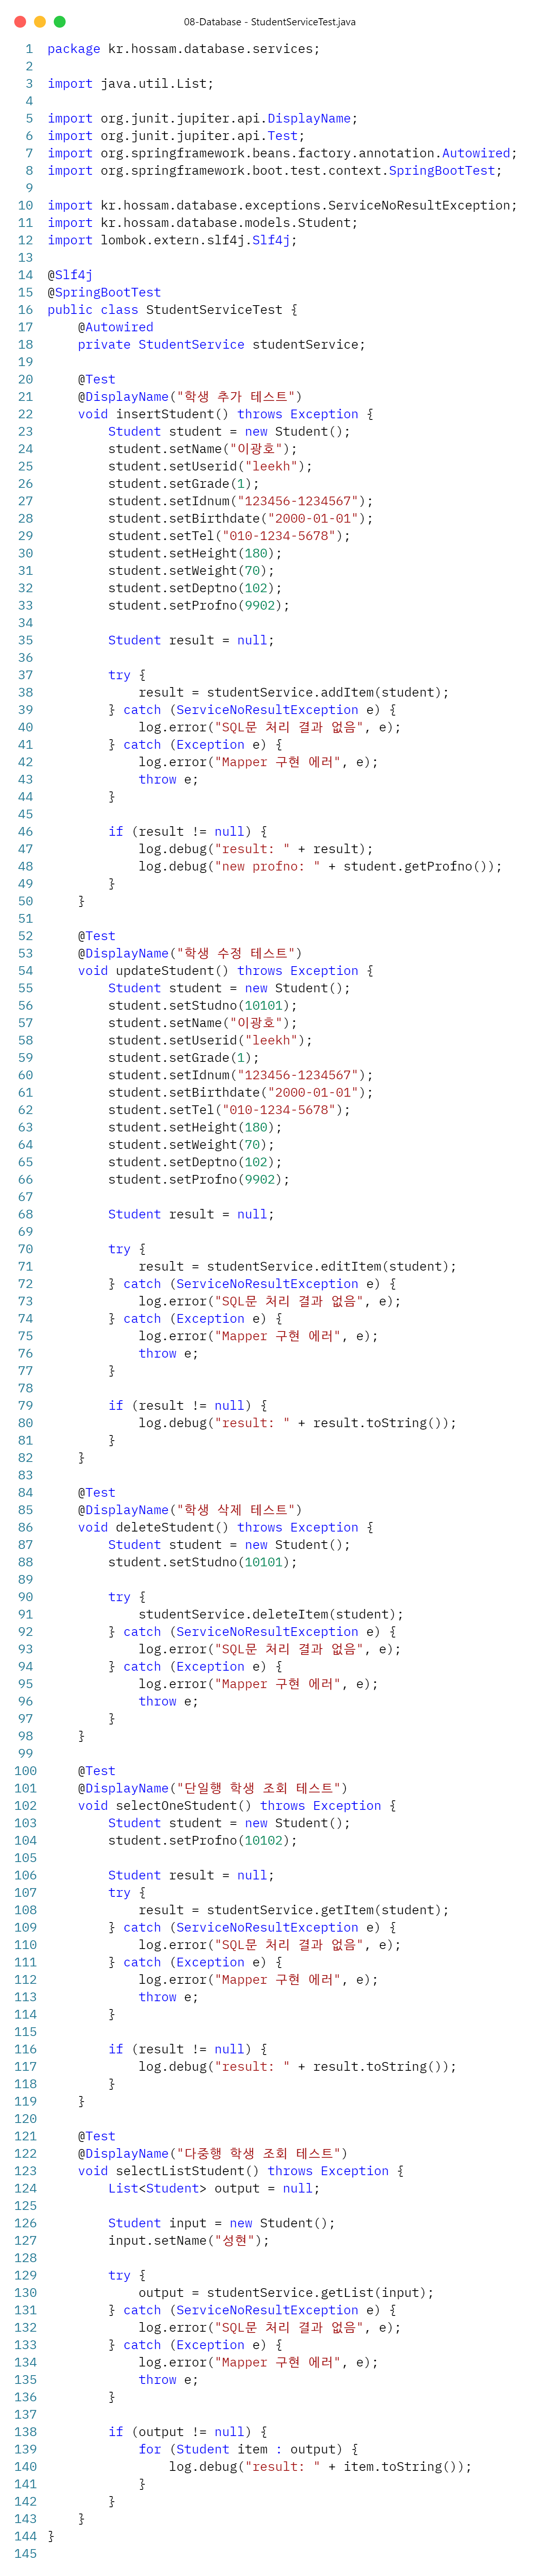 08-Database - StudentServiceTest.java
1 package kr.hossam.database.services;
2
3 import java.util.List;
4
5 import org.junit.jupiter.api.DisplayName;
6 import org.junit.jupiter.api.Test;
7 import org.springframework.beans.factory.annotation.Autowired;
8 import org.springframework.boot.test.context.SpringBootTest;
9
10 import kr.hossam.database.exceptions.ServiceNoResultException;
11 import kr.hossam.database.models.Student;
12 import lombok.extern.slf4j.Slf4j;
13
14 @Slf4j
15 @SpringBootTest
16 public class StudentServiceTest {
17     @Autowired
18     private StudentService studentService;
19
20     @Test
21     @DisplayName("학생 추가 테스트")
22     void insertStudent() throws Exception {
23         Student student = new Student();
24         student.setName("이광호");
25         student.setUserid("leekh");
26         student.setGrade(1);
27         student.setIdnum("123456-1234567");
28         student.setBirthdate("2000-01-01");
29         student.setTel("010-1234-5678");
30         student.setHeight(180);
31         student.setWeight(70);
32         student.setDeptno(102);
33         student.setProfno(9902);
34
35         Student result = null;
36
37         try {
38             result = studentService.addItem(student);
39         } catch (ServiceNoResultException e) {
40             log.error("SQL문 처리 결과 없음", e);
41         } catch (Exception e) {
42             log.error("Mapper 구현 에러", e);
43             throw e;
44         }
45
46         if (result != null) {
47             log.debug("result: " + result);
48             log.debug("new profno: " + student.getProfno());
49         }
50     }
51
52     @Test
53     @DisplayName("학생 수정 테스트")
54     void updateStudent() throws Exception {
55         Student student = new Student();
56         student.setStudno(10101);
57         student.setName("이광호");
58         student.setUserid("leekh");
59         student.setGrade(1);
60         student.setIdnum("123456-1234567");
61         student.setBirthdate("2000-01-01");
62         student.setTel("010-1234-5678");
63         student.setHeight(180);
64         student.setWeight(70);
65         student.setDeptno(102);
66         student.setProfno(9902);
67
68         Student result = null;
69
70         try {
71             result = studentService.editItem(student);
72         } catch (ServiceNoResultException e) {
73             log.error("SQL문 처리 결과 없음", e);
74         } catch (Exception e) {
75             log.error("Mapper 구현 에러", e);
76             throw e;
77         }
78
79         if (result != null) {
80             log.debug("result: " + result.toString());
81         }
82     }
83
84     @Test
85     @DisplayName("학생 삭제 테스트")
86     void deleteStudent() throws Exception {
87         Student student = new Student();
88         student.setStudno(10101);
89
90         try {
91             studentService.deleteItem(student);
92         } catch (ServiceNoResultException e) {
93             log.error("SQL문 처리 결과 없음", e);
94         } catch (Exception e) {
95             log.error("Mapper 구현 에러", e);
96             throw e;
97         }
98     }
99
100     @Test
101     @DisplayName("단일행 학생 조회 테스트")
102     void selectOneStudent() throws Exception {
103         Student student = new Student();
104         student.setProfno(10102);
105
106         Student result = null;
107         try {
108             result = studentService.getItem(student);
109         } catch (ServiceNoResultException e) {
110             log.error("SQL문 처리 결과 없음", e);
111         } catch (Exception e) {
112             log.error("Mapper 구현 에러", e);
113             throw e;
114         }
115
116         if (result != null) {
117             log.debug("result: " + result.toString());
118         }
119     }
120
121     @Test
122     @DisplayName("다중행 학생 조회 테스트")
123     void selectListStudent() throws Exception {
124         List<Student> output = null;
125
126         Student input = new Student();
127         input.setName("성현");
128
129         try {
130             output = studentService.getList(input);
131         } catch (ServiceNoResultException e) {
132             log.error("SQL문 처리 결과 없음", e);
133         } catch (Exception e) {
134             log.error("Mapper 구현 에러", e);
135             throw e;
136         }
137
138         if (output != null) {
139             for (Student item : output) {
140                 log.debug("result: " + item.toString());
141             }
142         }
143     }
144 }
145